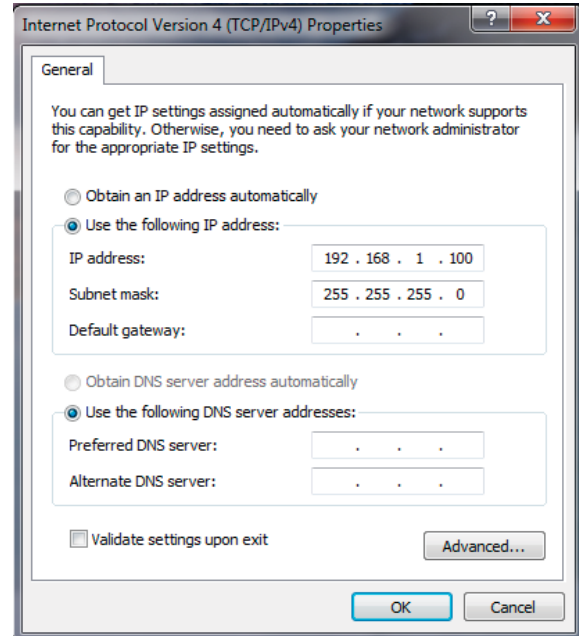 Internet Protocol Version 4 (TCP/IPv4) Properties
General
You can get IP settings assigned automatically if your network supports
this capability. Otherwise, you need to ask your network administrator
for the appropriate IP settings.
Obtain an IP address automatically
Use the following IP address:
IP address: 192 . 168 . 1 . 100
Subnet mask: 255 . 255 . 255 . 0
Default gateway: . . .
Obtain DNS server address automatically
Use the following DNS server addresses:
Preferred DNS server: . . .
Alternate DNS server: . . .
Validate settings upon exit
Advanced...
OK Cancel